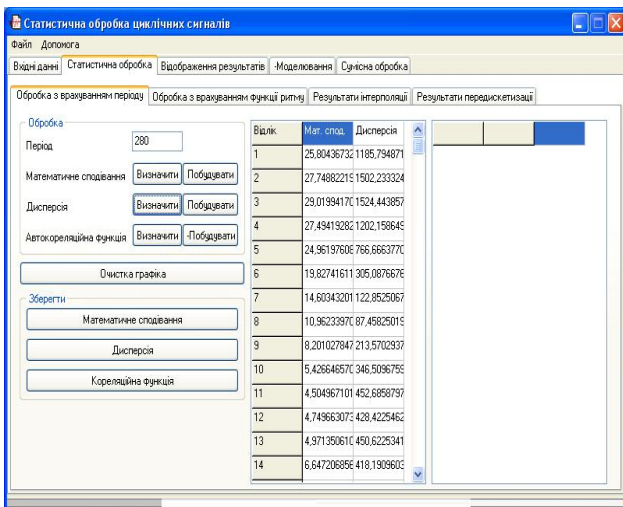 Статистична обробка циклічних сигналів
Файл Допомога
Вхідні данні Статистична обробка Відображення результатів -Моделювання Сумісна обробка
Обробка з врахуванням періоду Обробка з врахуванням функції ритму Результати інтерполяції Результати передискетизації
Обробка
Період 280
Математичне сподівання Визначити Побудувати
Дисперсія Визначити Побудувати
Автокореляційна функція Визначити -Побудувати
Очистка графіка
Зберегти
Математичне сподівання
Дисперсія
Кореляційна функція
Відлік Мат. спод. Дисперсія
1 25,80436732 1185,794871
2 27,74882219 1502,233324
3 29,01994170 1524,443857
4 27,49419282 1202,158649
5 24,96197608 766,6663770
6 19,82741611 305,0876676
7 14,60343201 122,8525067
8 10,96233970 87,45825019
9 8,201027847 213,5702937
10 5,426646570 346,5096759
11 4,504967101 452,6858797
12 4,749663073 428,4225462
13 4,971350610 450,6225341
14 6,647206856 418,1909603